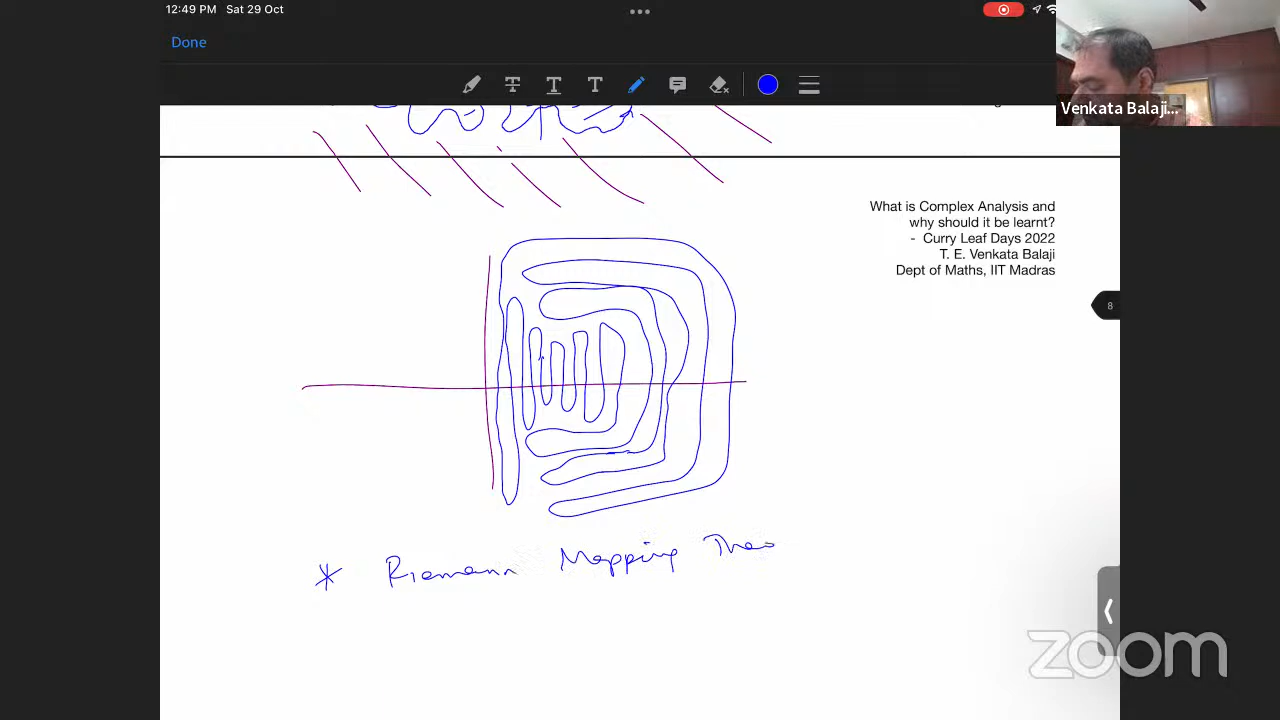 12:49 PM Sat 29 Oct
Done
T T T
What is Complex Analysis and
why should it be learnt?
- Curry Leaf Days 2022
T. E. Venkata Balaji
Dept of Maths, IIT Madras
8
* Riemann Mapping Theo
Venkata Balaji...
zoom